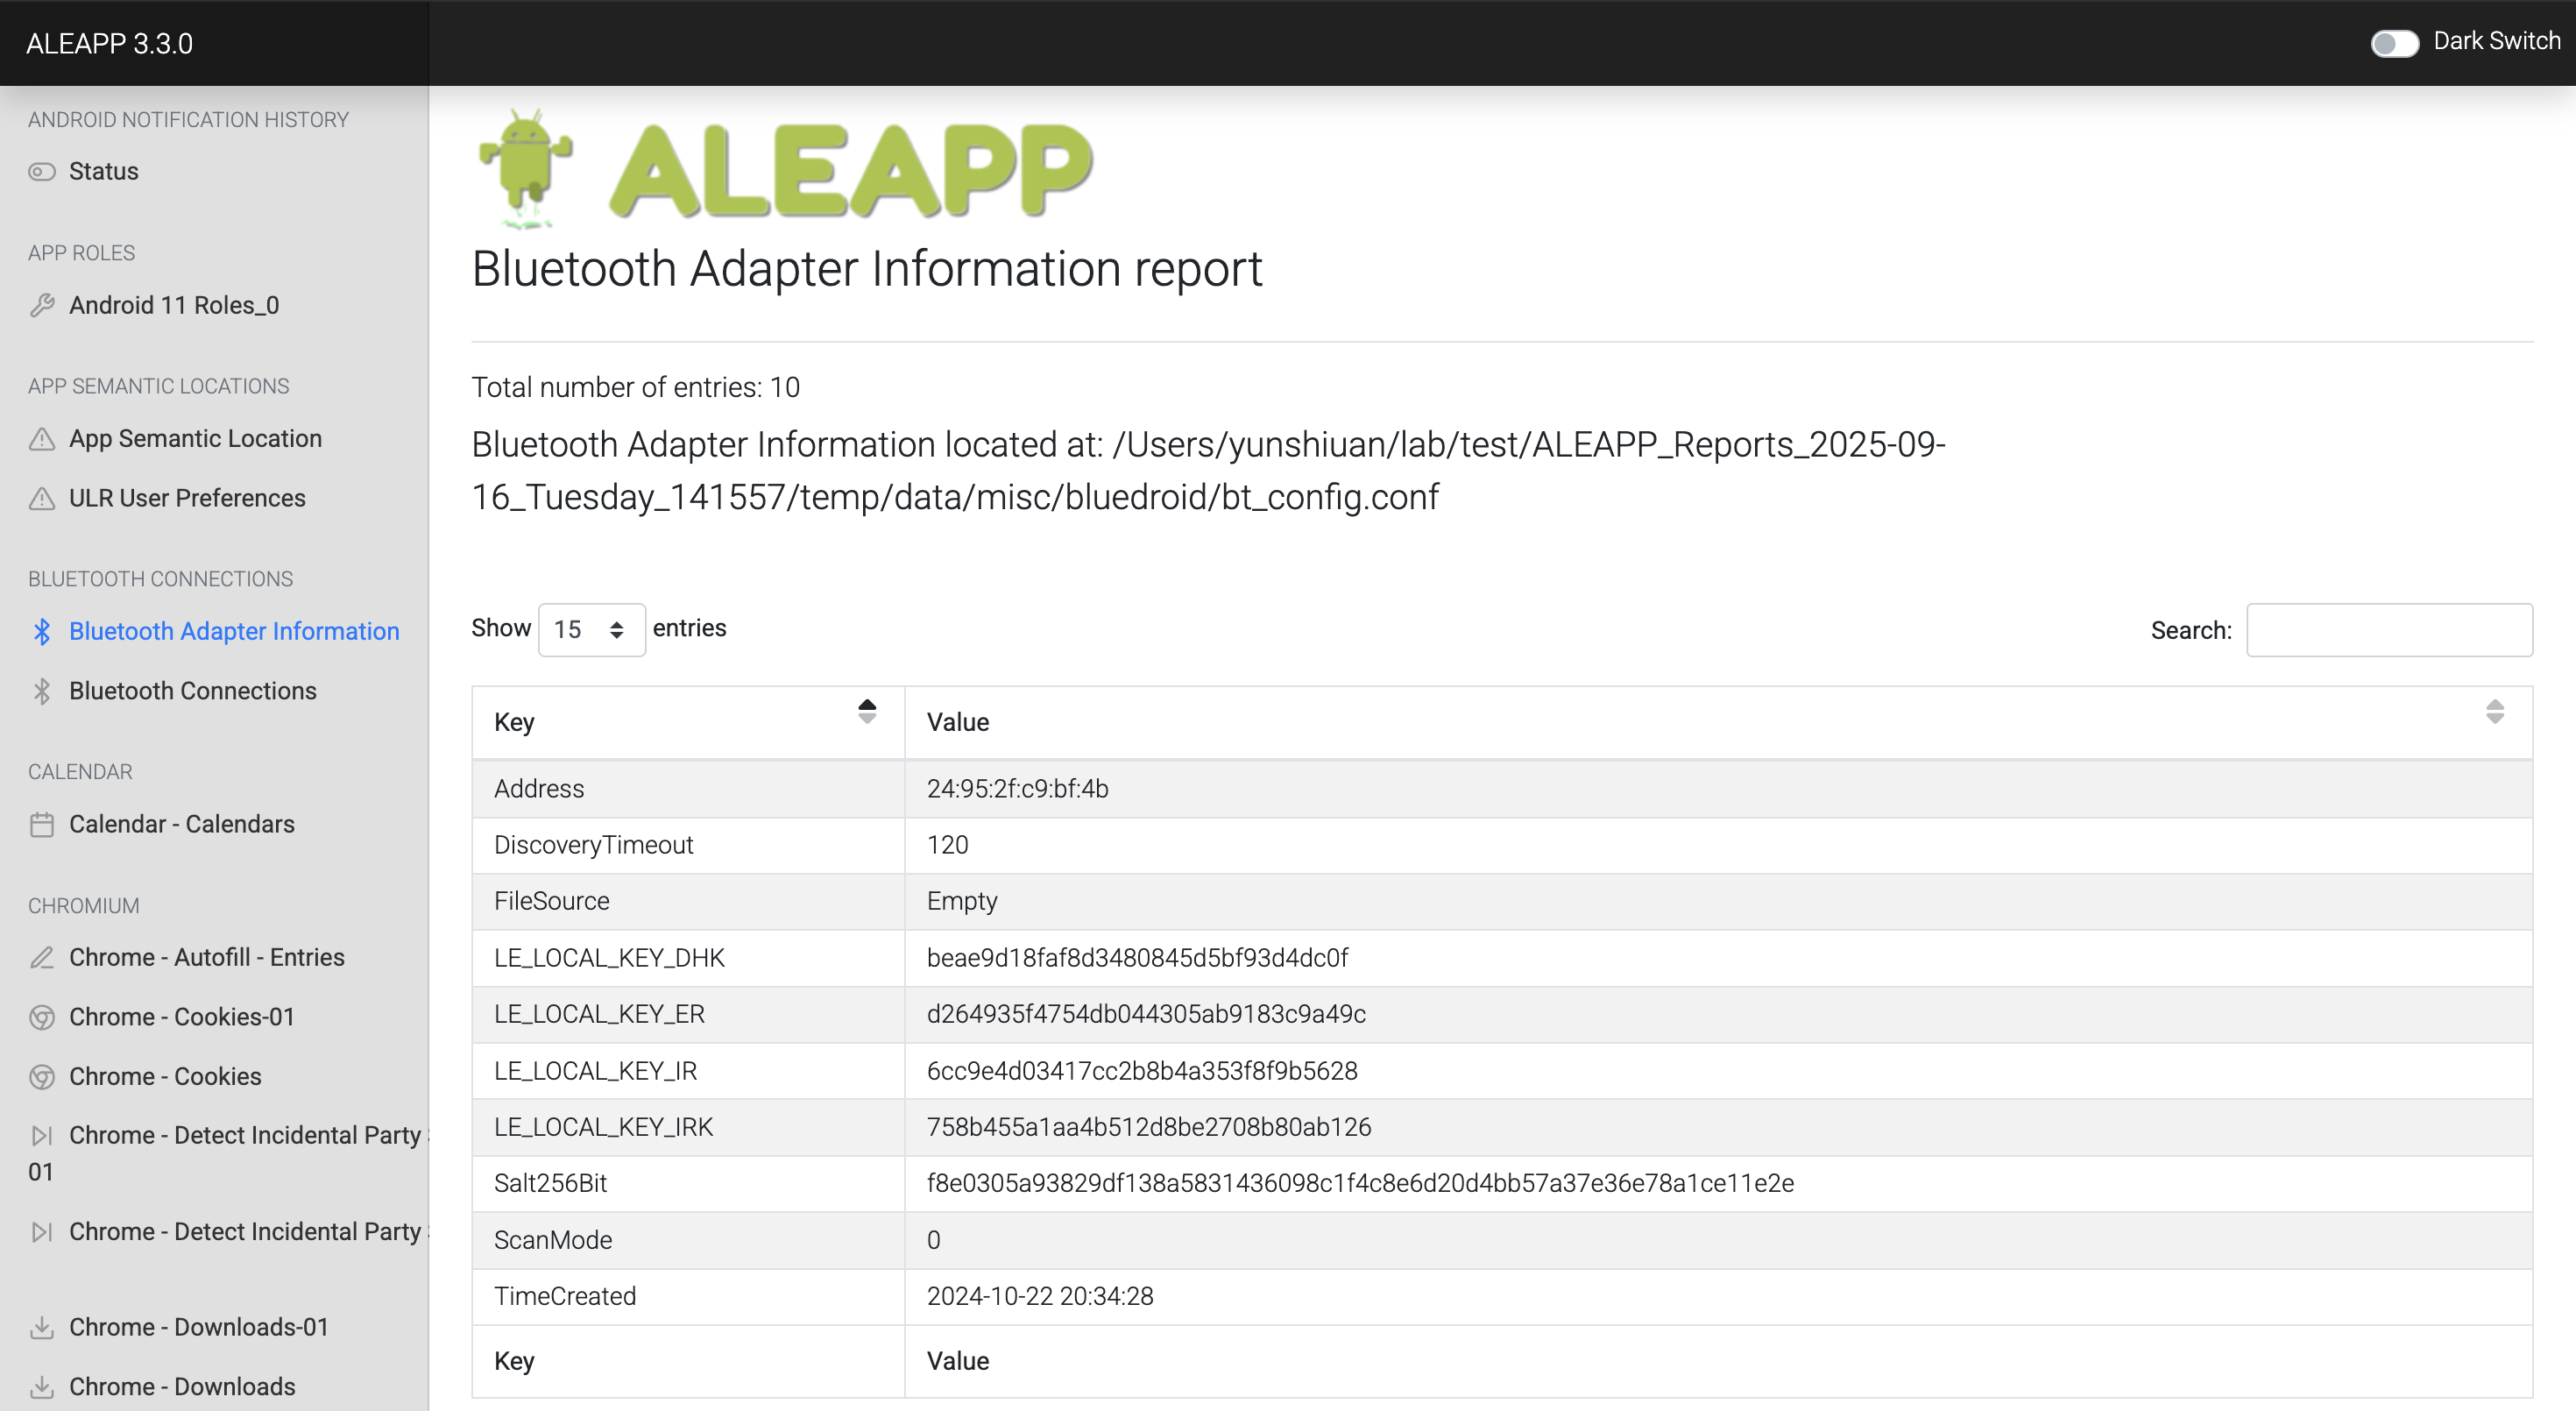 ALEAPP 3.3.0
Dark Switch
ANDROID NOTIFICATION HISTORY
Status
APP ROLES
Android 11 Roles_0
APP SEMANTIC LOCATIONS
App Semantic Location
ULR User Preferences
BLUETOOTH CONNECTIONS
Bluetooth Adapter Information
Bluetooth Connections
CALENDAR
Calendar - Calendars
CHROMIUM
Chrome - Autofill - Entries
Chrome - Cookies-01
Chrome - Cookies
Chrome - Detect Incidental Party
01
Chrome - Detect Incidental Party
Chrome - Downloads-01
Chrome - Downloads
ALEAPP
Bluetooth Adapter Information report
Total number of entries: 10
Bluetooth Adapter Information located at: /Users/yunshiuan/lab/test/ALEAPP_Reports_2025-09-
16_Tuesday_141557/temp/data/misc/bluedroid/bt_config.conf
Show 15 entries
Search:
Key Value
Address 24:95:2f:c9:bf:4b
DiscoveryTimeout 120
FileSource Empty
LE_LOCAL_KEY_DHK beae9d18faf8d3480845d5bf93d4dc0f
LE_LOCAL_KEY_ER d264935f4754db044305ab9183c9a49c
LE_LOCAL_KEY_IR 6cc9e4d03417cc2b8b4a353f8f9b5628
LE_LOCAL_KEY_IRK 758b455a1aa4b512d8be2708b80ab126
Salt256Bit f8e0305a93829df138a5831436098c1f4c8e6d20d4bb57a37e36e78a1ce11e2e
ScanMode 0
TimeCreated 2024-10-22 20:34:28
Key Value